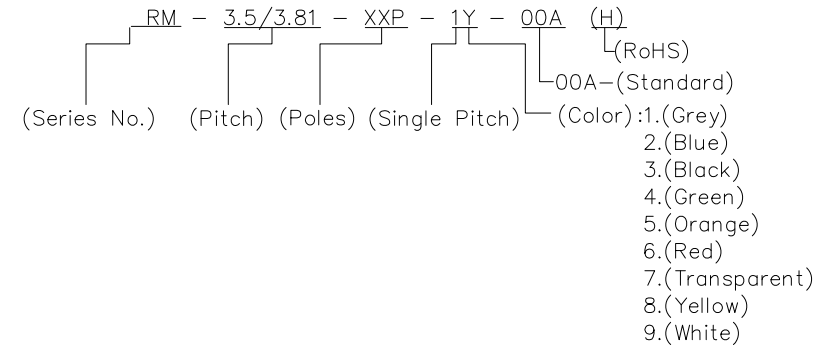 RM - 3.5/3.81 - XXP - 1Y - 00A (H)
(RoHS)
00A-(Standard)
(Series No.) (Pitch) (Poles) (Single Pitch) (Color):1.(Grey)
2.(Blue)
3.(Black)
4.(Green)
5.(Orange)
6.(Red)
7.(Transparent)
8.(Yellow)
9.(White)